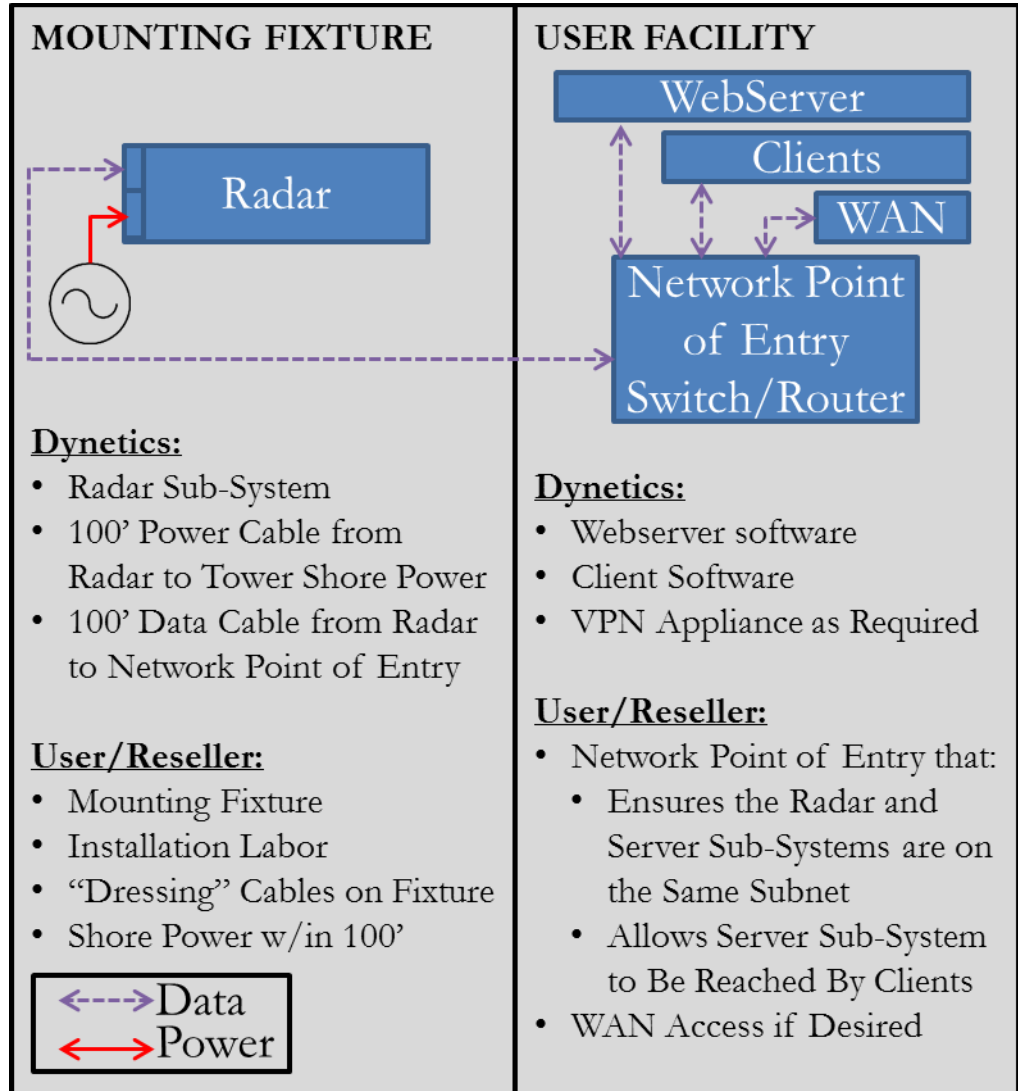 MOUNTING FIXTURE
Radar
Dynetics:
• Radar Sub-System
• 100’ Power Cable from
Radar to Tower Shore Power
• 100’ Data Cable from Radar
to Network Point of Entry
User/Reseller:
• Mounting Fixture
• Installation Labor
• “Dressing” Cables on Fixture
• Shore Power w/in 100’
Data
Power
USER FACILITY
WebServer
Clients
WAN
Network Point
of Entry
Switch/Router
Dynetics:
• Webserver software
• Client Software
• VPN Appliance as Required
User/Reseller:
• Network Point of Entry that:
• Ensures the Radar and
Server Sub-Systems are on
the Same Subnet
• Allows Server Sub-System
to Be Reached By Clients
• WAN Access if Desired